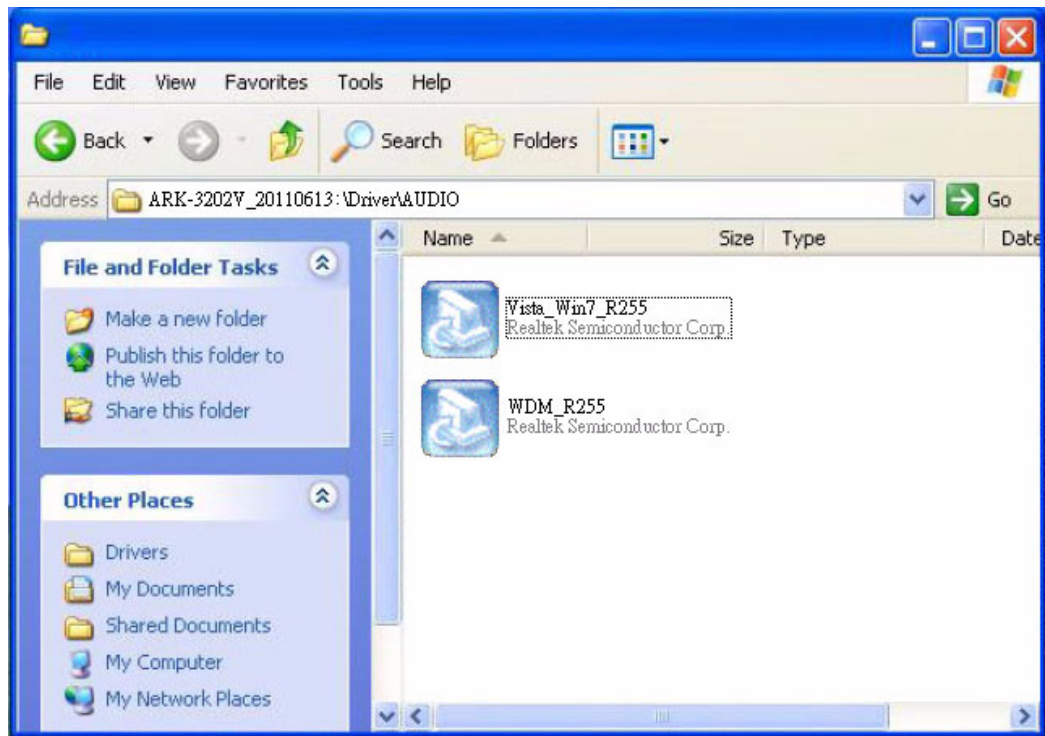 File Edit View Favorites Tools Help
Back Search Folders
Address ARK-3202V_20110613:\Driver\AUDIO Go
Name Size Type Date
File and Folder Tasks
Make a new folder
Publish this folder to
the Web
Share this folder
Other Places
Drivers
My Documents
Shared Documents
My Computer
My Network Places
Vista_Win7_R255
Realtek Semiconductor Corp.
WDM_R255
Realtek Semiconductor Corp.